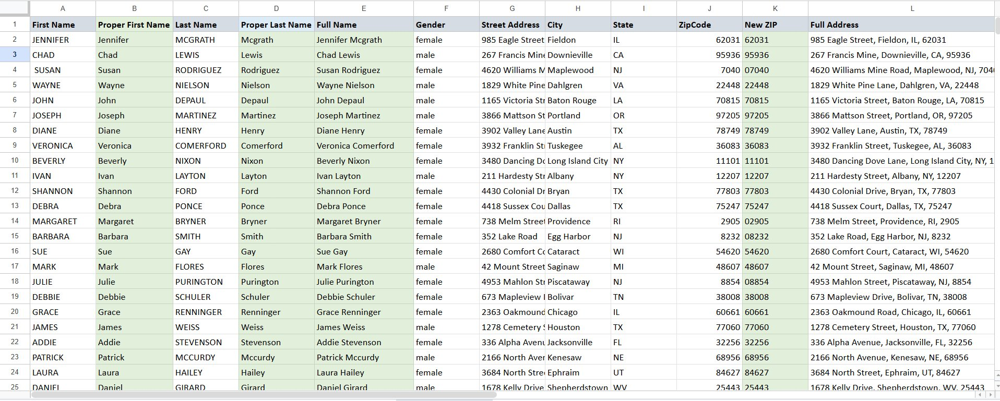 A B C D E F G H I J K L
1 First Name Proper First Name Last Name Proper Last Name Full Name Gender Street Address City State ZipCode New ZIP Full Address
2 JENNIFER Jennifer MCGRATH Mcgrath Jennifer Mcgrath female 985 Eagle Street Fieldon IL 62031 62031 985 Eagle Street, Fieldon, IL, 62031
3 CHAD Chad LEWIS Lewis Chad Lewis male 267 Francis Mine Downieville CA 95936 95936 267 Francis Mine, Downieville, CA, 95936
4 SUSAN Susan RODRIGUEZ Rodriguez Susan Rodriguez female 4620 Williams M Maplewood NJ 7040 07040 4620 Williams Mine Road, Maplewood, NJ, 704
5 WAYNE Wayne NIELSON Nielson Wayne Nielson male 1829 White Pine Dahlgren VA 22448 22448 1829 White Pine Lane, Dahlgren, VA, 22448
6 JOHN John DEPAUL Depaul John Depaul male 1165 Victoria Str Baton Rouge LA 70815 70815 1165 Victoria Street, Baton Rouge, LA, 70815
7 JOSEPH Joseph MARTINEZ Martinez Joseph Martinez male 3866 Mattson St Portland OR 97205 97205 3866 Mattson Street, Portland, OR, 97205
8 DIANE Diane HENRY Henry Diane Henry female 3902 Valley Lane Austin TX 78749 78749 3902 Valley Lane, Austin, TX, 78749
9 VERONICA Veronica COMERFORD Comerford Veronica Comerford female 3932 Franklin St Tuskegee AL 36083 36083 3932 Franklin Street, Tuskegee, AL, 36083
10 BEVERLY Beverly NIXON Nixon Beverly Nixon female 3480 Dancing Do Long Island City NY 11101 11101 3480 Dancing Dove Lane, Long Island City, NY, 1
11 IVAN Ivan LAYTON Layton Ivan Layton male 211 Hardesty Str Albany NY 12207 12207 211 Hardesty Street, Albany, NY, 12207
12 SHANNON Shannon FORD Ford Shannon Ford female 4430 Colonial Dr Bryan TX 77803 77803 4430 Colonial Drive, Bryan, TX, 77803
13 DEBRA Debra PONCE Ponce Debra Ponce female 4418 Sussex Cou Dallas TX 75247 75247 4418 Sussex Court, Dallas, TX, 75247
14 MARGARET Margaret BRYNER Bryner Margaret Bryner female 738 Melm Street Providence RI 2905 02905 738 Melm Street, Providence, RI, 2905
15 BARBARA Barbara SMITH Smith Barbara Smith female 352 Lake Road Egg Harbor NJ 8232 08232 352 Lake Road, Egg Harbor, NJ, 8232
16 SUE Sue GAY Gay Sue Gay female 2680 Comfort Co Cataract WI 54620 54620 2680 Comfort Court, Cataract, WI, 54620
17 MARK Mark FLORES Flores Mark Flores male 42 Mount Street Saginaw MI 48607 48607 42 Mount Street, Saginaw, MI, 48607
18 JULIE Julie PURINGTON Purington Julie Purington female 4953 Mahlon Str Piscataway NJ 8854 08854 4953 Mahlon Street, Piscataway, NJ, 8854
19 DEBBIE Debbie SCHULER Schuler Debbie Schuler female 673 Mapleview Bolivar TN 38008 38008 673 Mapleview Drive, Bolivar, TN, 38008
20 GRACE Grace RENNINGER Renninger Grace Renninger female 2363 Oakmound Chicago IL 60661 60661 2363 Oakmound Road, Chicago, IL, 60661
21 JAMES James WEISS Weiss James Weiss male 1278 Cemetery S Houston TX 77060 77060 1278 Cemetery Street, Houston, TX, 77060
22 ADDIE Addie STEVENSON Stevenson Addie Stevenson female 336 Alpha Avenu Jacksonville FL 32256 32256 336 Alpha Avenue, Jacksonville, FL, 32256
23 PATRICK Patrick MCCURDY Mccurdy Patrick Mccurdy male 2166 North Aven Kenesaw NE 68956 68956 2166 North Avenue, Kenesaw, NE, 68956
24 LAURA Laura HAILEY Hailey Laura Hailey female 3684 North Stree Ephraim UT 84627 84627 3684 North Street, Ephraim, UT, 84627
25 DANIEL Daniel GIRARD Girard Daniel Girard male 1678 Kelly Drive Shepherdstown WV 25443 25443 1678 Kelly Drive, Shepherdstown, WV, 25443